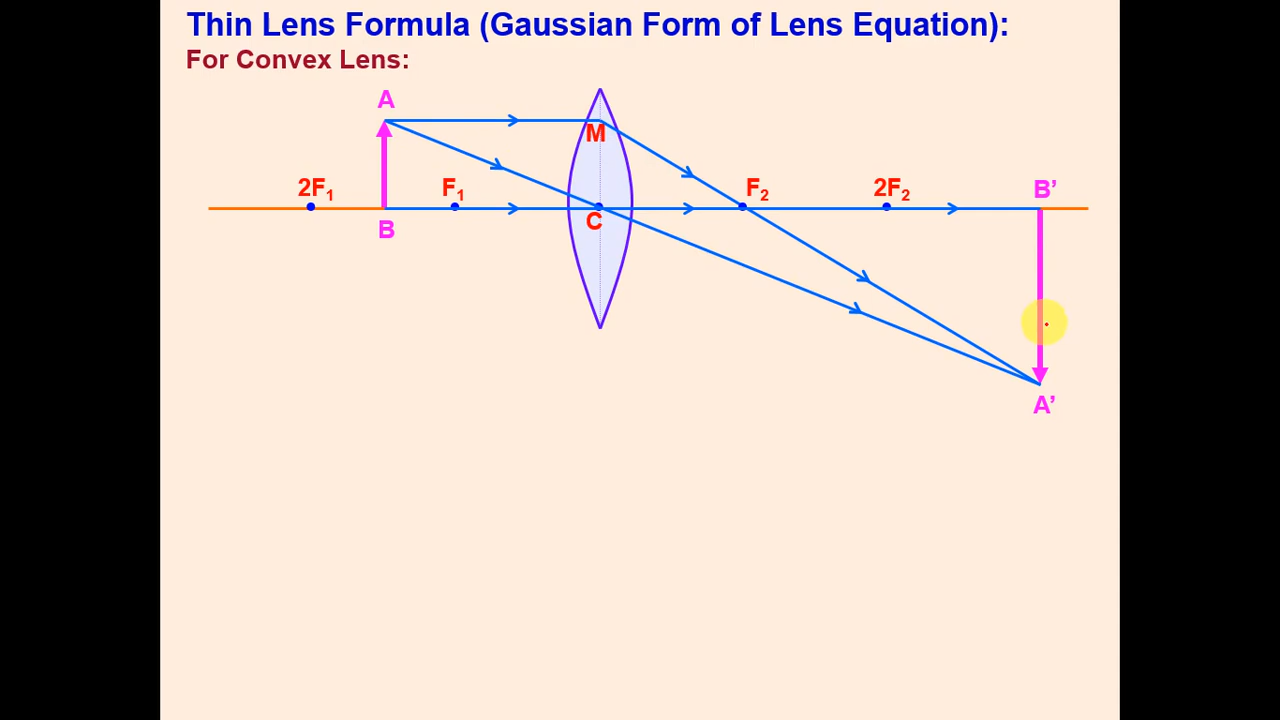 Thin Lens Formula (Gaussian Form of Lens Equation):
For Convex Lens:
A
M
2F₁
F₁
F₂
2F₂
B’
B
C
A’